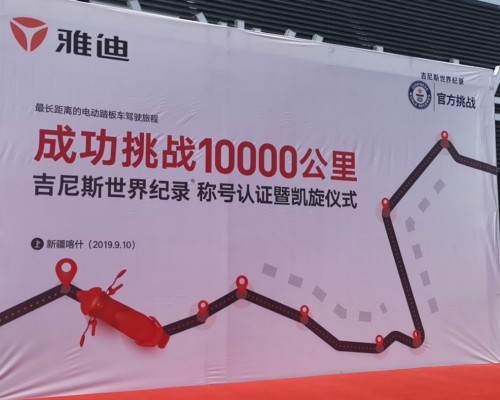 雅迪
吉尼斯世界纪录
官方挑战
最长距离的电动踏板车驾驶旅程
成功挑战10000公里
吉尼斯世界纪录® 称号认证暨凯旋仪式
上 新疆喀什（2019.9.10）